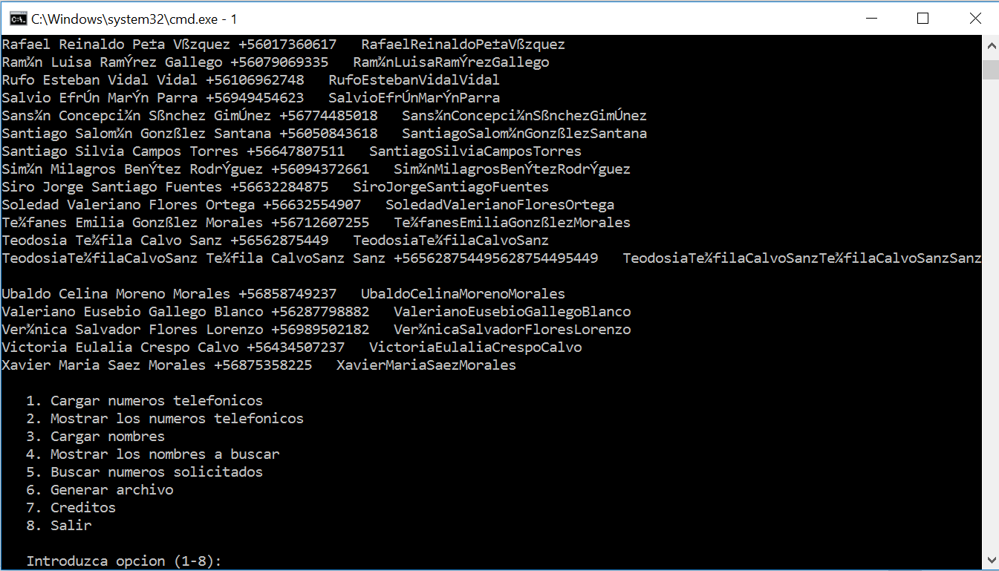 C:\Windows\system32\cmd.exe - 1
Rafael Reinaldo Peta Vßzquez +56017360617   RafaelReinaldoPetaVßzquez
Ram¾n Luisa RamÝrez Gallego +56079069335   Ram¾nLuisaRamÝrezGallego
Rufo Esteban Vidal Vidal +56106962748   RufoEstebanVidalVidal
Salvio EfrÚn MarÝn Parra +56949454623   SalvioEfrÚnMarÝnParra
Sans¾n Concepci¾n Sßnchez GimÚnez +56774485018   Sans¾nConcepci¾nSßnchezGimÚnez
Santiago Salom¾n Gonzßlez Santana +56050843618   SantiagoSalom¾nGonzßlezSantana
Santiago Silvia Campos Torres +56647807511   SantiagoSilviaCamposTorres
Sim¾n Milagros BenÝtez RodrÝguez +56094372661   Sim¾nMilagrosBenÝtezRodrÝguez
Siro Jorge Santiago Fuentes +56632284875   SiroJorgeSantiagoFuentes
Soledad Valeriano Flores Ortega +56632554907   SoledadValerianoFloresOrtega
Te¾fanes Emilia Gonzßlez Morales +56712607255   Te¾fanesEmiliaGonzßlezMorales
Teodosia Te¾fila Calvo Sanz +56562875449   TeodosiaTe¾filaCalvoSanz
TeodosiaTe¾filaCalvoSanz Te¾fila CalvoSanz Sanz +565628754495628754495449   TeodosiaTe¾filaCalvoSanzTe¾filaCalvoSanzSanz
Ubaldo Celina Moreno Morales +56858749237   UbaldoCelinaMorenoMorales
Valeriano Eusebio Gallego Blanco +56287798882   ValerianoEusebioGallegoBlanco
Ver¾nica Salvador Flores Lorenzo +56989502182   Ver¾nicaSalvadorFloresLorenzo
Victoria Eulalia Crespo Calvo +56434507237   VictoriaEulaliaCrespoCalvo
Xavier Maria Saez Morales +56875358225   XavierMariaSaezMorales
1. Cargar numeros telefonicos
2. Mostrar los numeros telefonicos
3. Cargar nombres
4. Mostrar los nombres a buscar
5. Buscar numeros solicitados
6. Generar archivo
7. Creditos
8. Salir
Introduzca opcion (1-8):